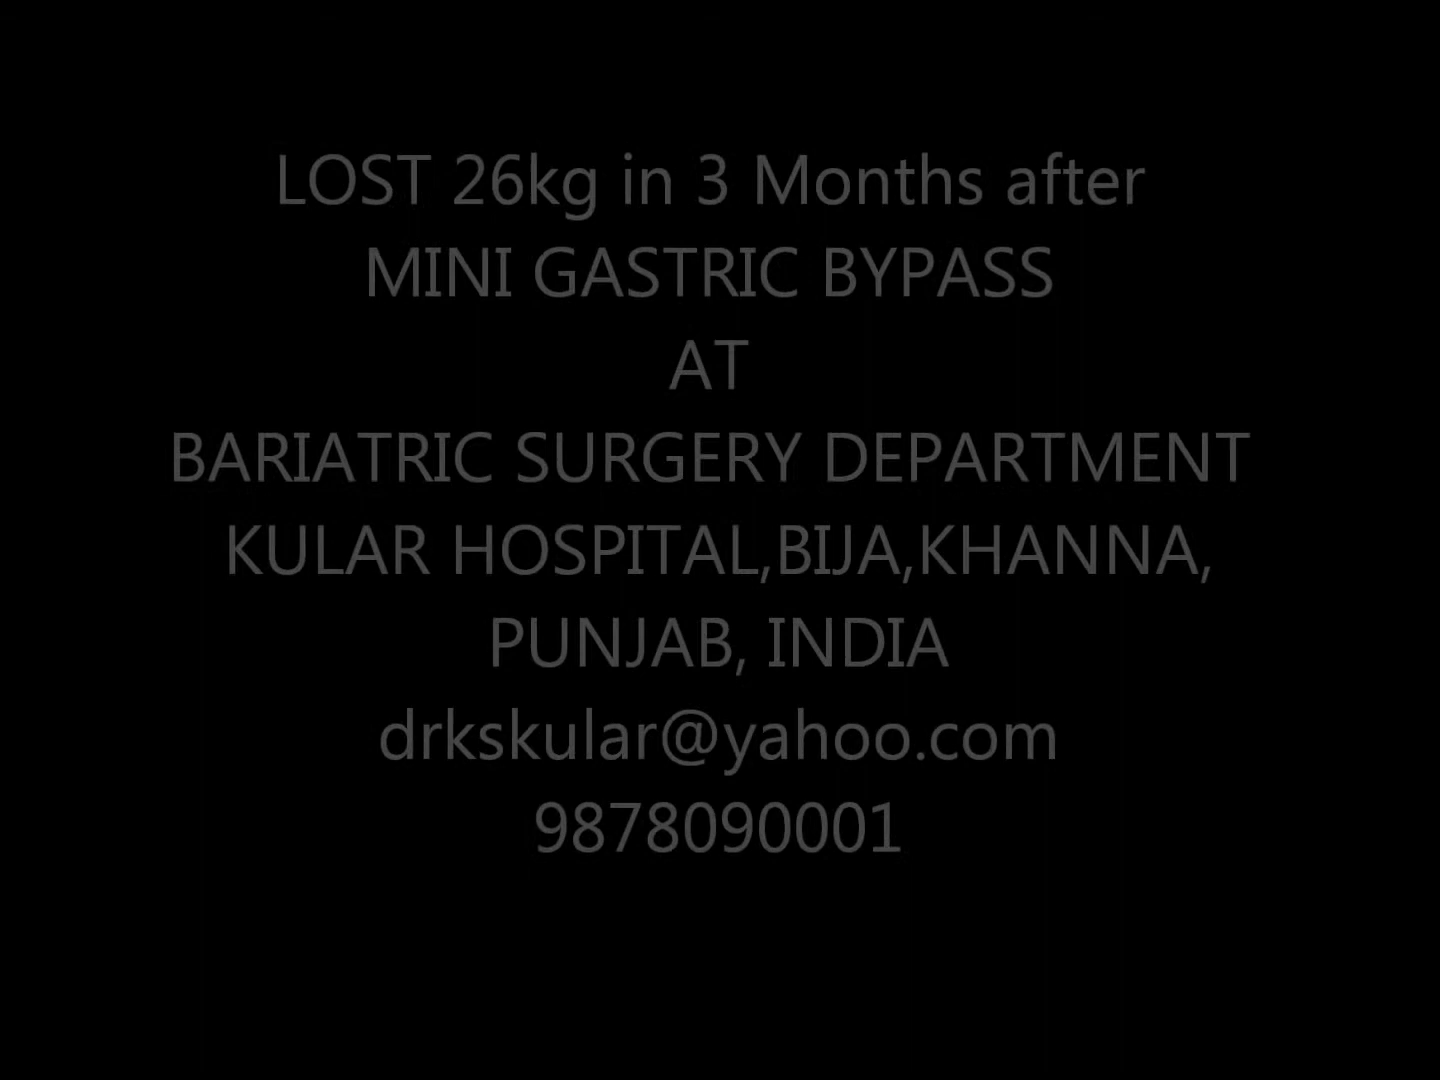 LOST 26kg in 3 Months after
MINI GASTRIC BYPASS
AT
BARIATRIC SURGERY DEPARTMENT
KULAR HOSPITAL,BIJA,KHANNA,
PUNJAB, INDIA
drkskular@yahoo.com
9878090001